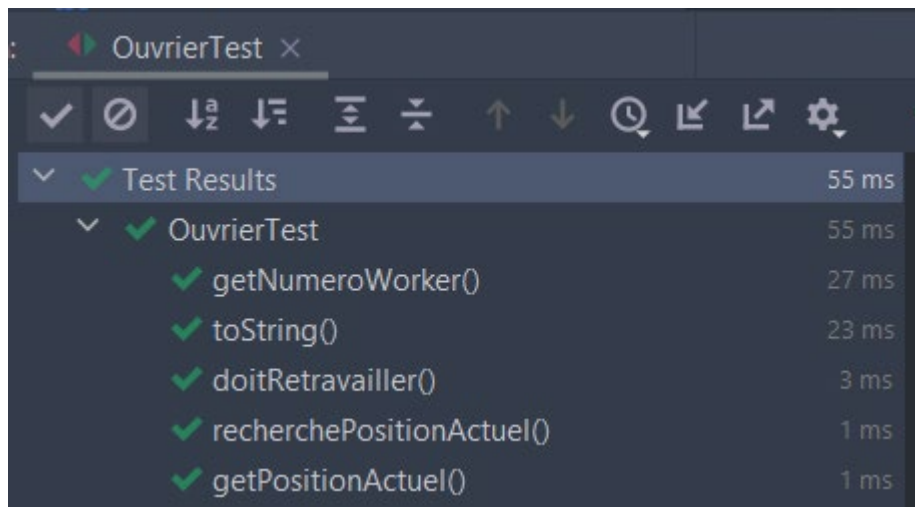 : OuvrierTest ×
Test Results 55 ms
OuvrierTest 55 ms
getNumeroWorker() 27 ms
toString() 23 ms
doitRetravailler() 3 ms
recherchePositionActuel() 1 ms
getPositionActuel() 1 ms